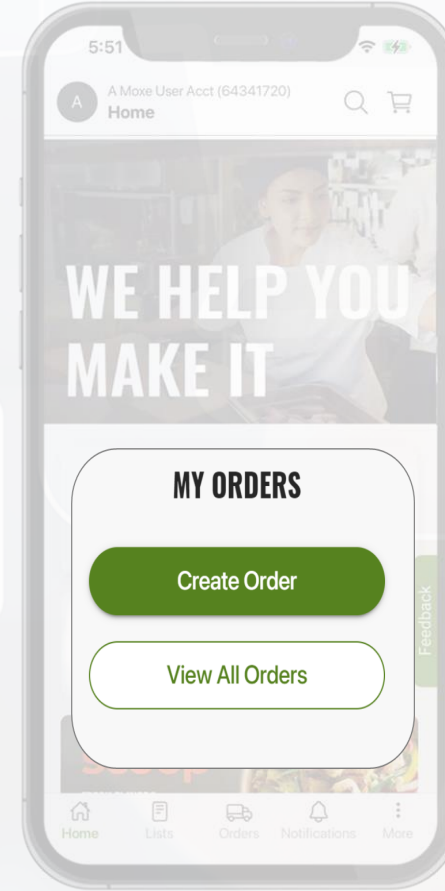 5:51
A Moxe User Acct (64341720)
A
Home
WE HELP YOU
MAKE IT
MY ORDERS
Create Order
Feedback
View All Orders
Scoop
Home Lists Orders Notifications More